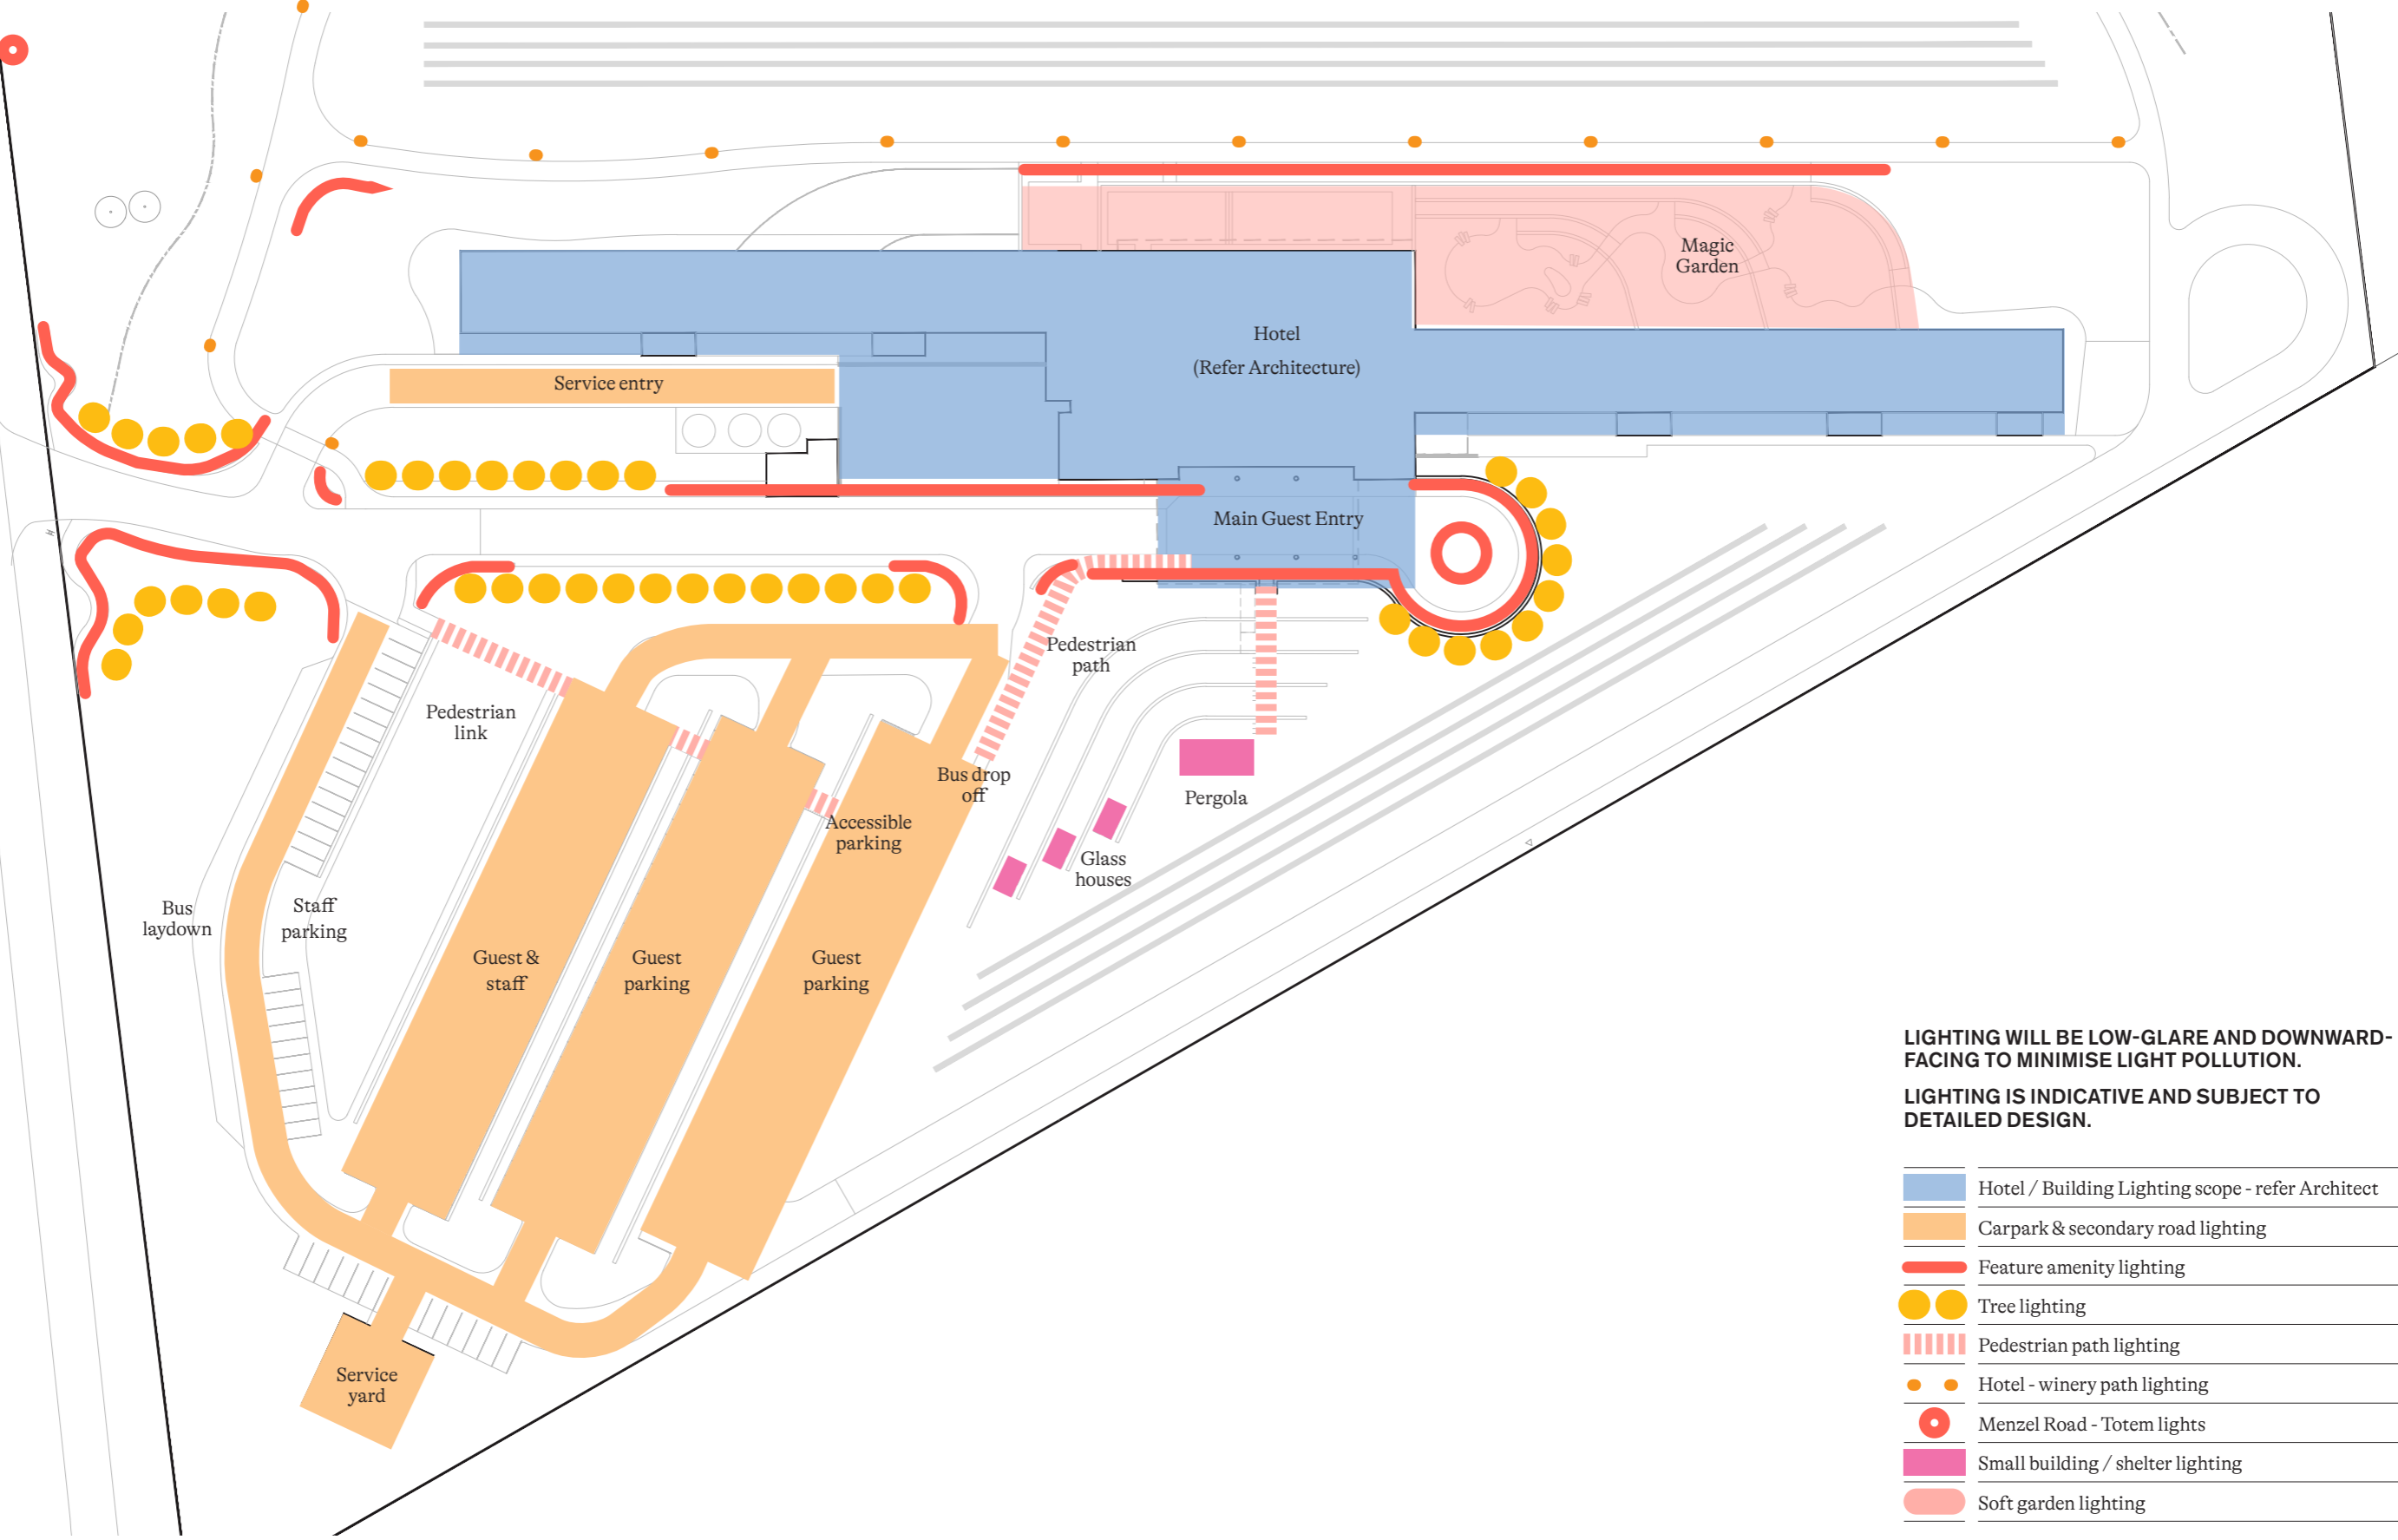 Magic
Garden
Hotel
(Refer Architecture)
Service entry
Main Guest Entry
Pedestrian
path
Pedestrian
link
Bus drop
off
Pergola
Accessible
parking
Glass
houses
Bus
laydown
Staff
parking
Guest &
staff
Guest
parking
Guest
parking
Service
yard
LIGHTING WILL BE LOW-GLARE AND DOWNWARD-
FACING TO MINIMISE LIGHT POLLUTION.
LIGHTING IS INDICATIVE AND SUBJECT TO
DETAILED DESIGN.
Hotel / Building Lighting scope - refer Architect
Carpark & secondary road lighting
Feature amenity lighting
Tree lighting
Pedestrian path lighting
Hotel - winery path lighting
Menzel Road - Totem lights
Small building / shelter lighting
Soft garden lighting